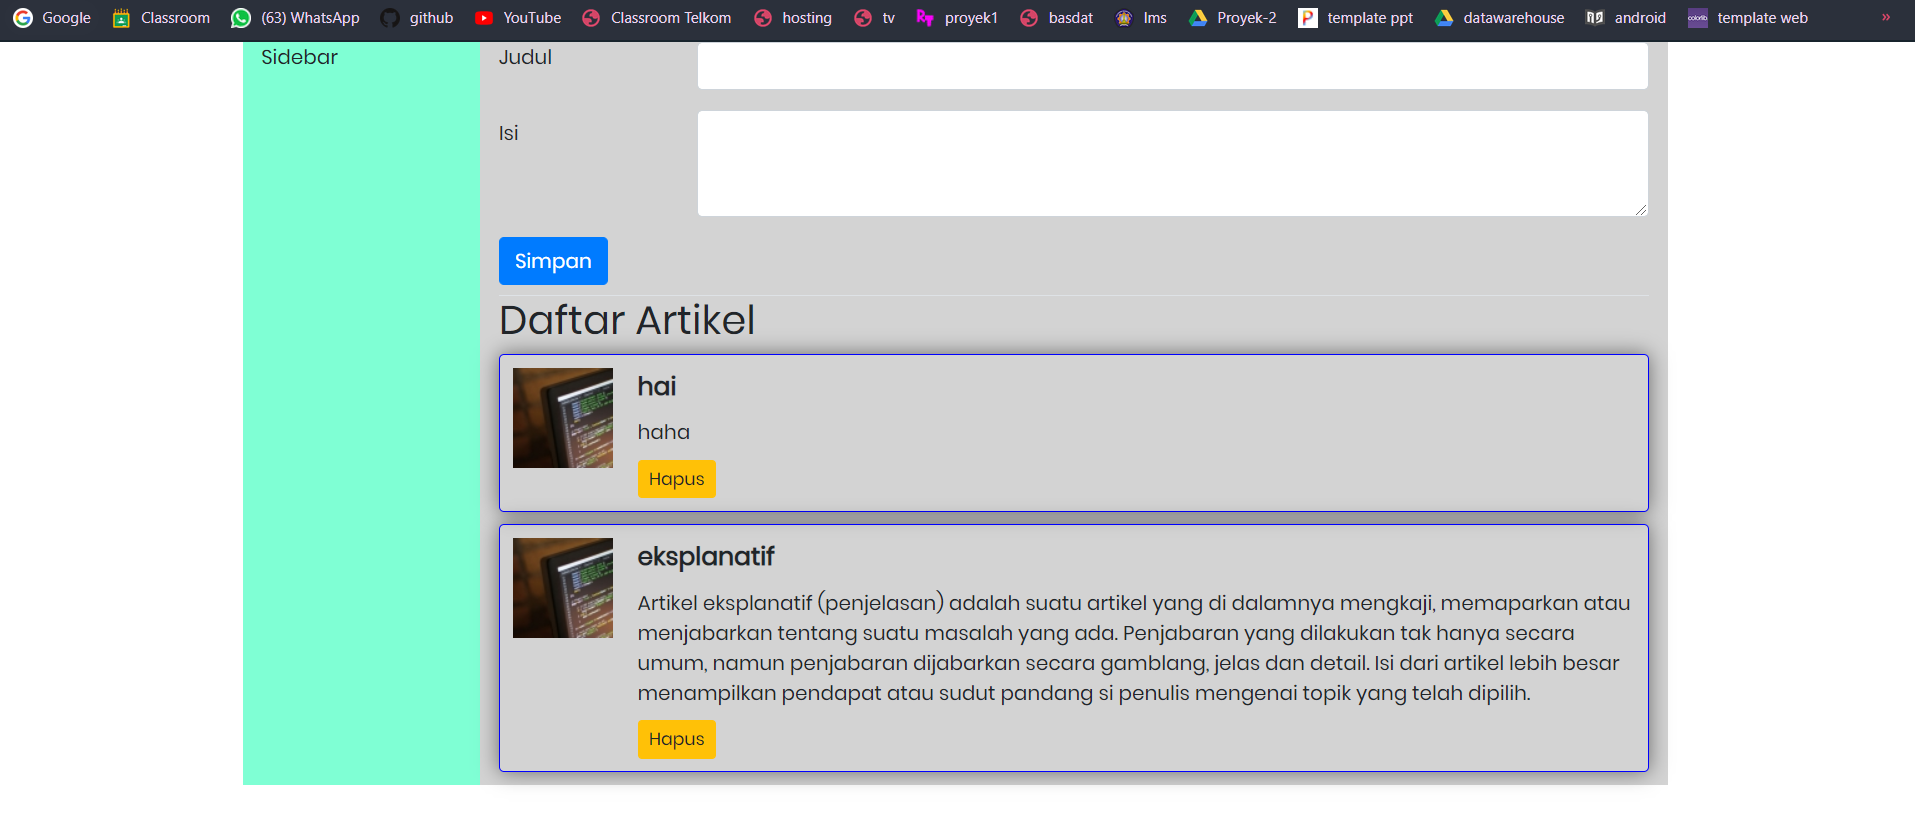 Google Classroom (63) WhatsApp github YouTube Classroom Telkom hosting tv proyek1 basdat lms Proyek-2 template ppt datawarehouse android template web »
Sidebar
Judul
Isi
Simpan
Daftar Artikel
hai
haha
Hapus
eksplanatif
Artikel eksplanatif (penjelasan) adalah suatu artikel yang di dalamnya mengkaji, memaparkan atau
menjabarkan tentang suatu masalah yang ada. Penjabaran yang dilakukan tak hanya secara
umum, namun penjabaran dijabarkan secara gamblang, jelas dan detail. Isi dari artikel lebih besar
menampilkan pendapat atau sudut pandang si penulis mengenai topik yang telah dipilih.
Hapus